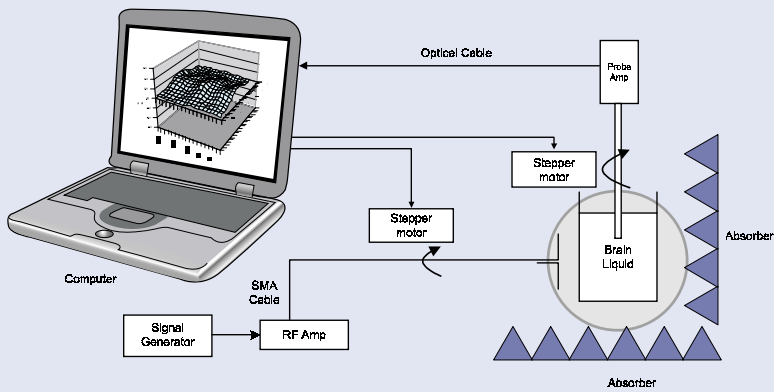 Optical Cable
Probe
Amp
Stepper
motor
Stepper
motor
Brain
Liquid
Absorber
Computer
SMA
Cable
Signal
Generator
RF Amp
Absorber